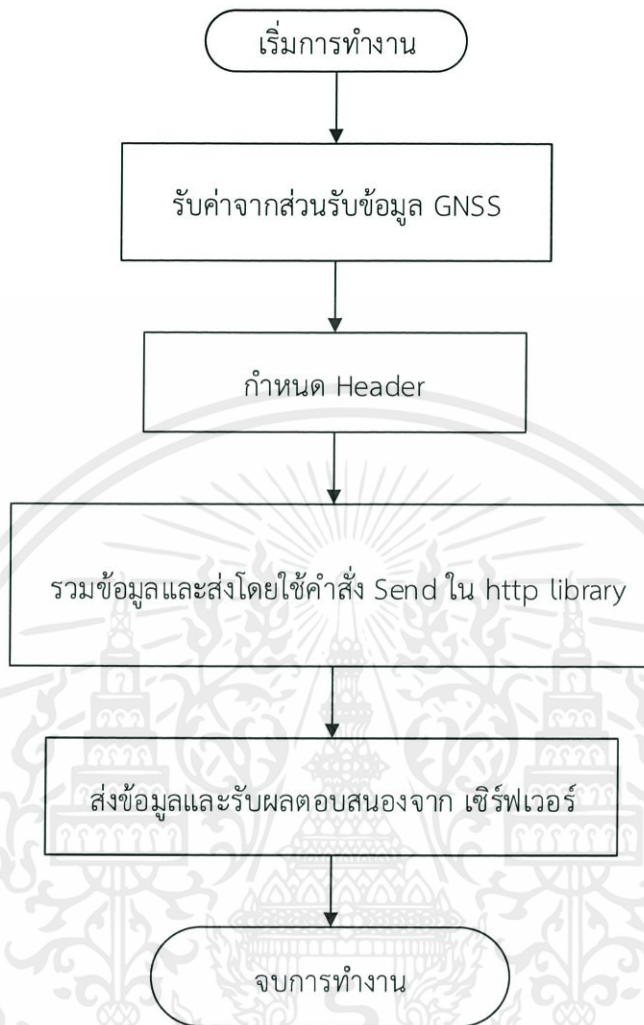 เริ่มการทำงาน
รับค่าจากส่วนรับข้อมูล GNSS
กำหนด Header
รวมข้อมูลและส่งโดยใช้คำสั่ง Send ใน http library
ส่งข้อมูลและรับผลตอบสนองจาก เซิร์ฟเวอร์
จบการทำงาน